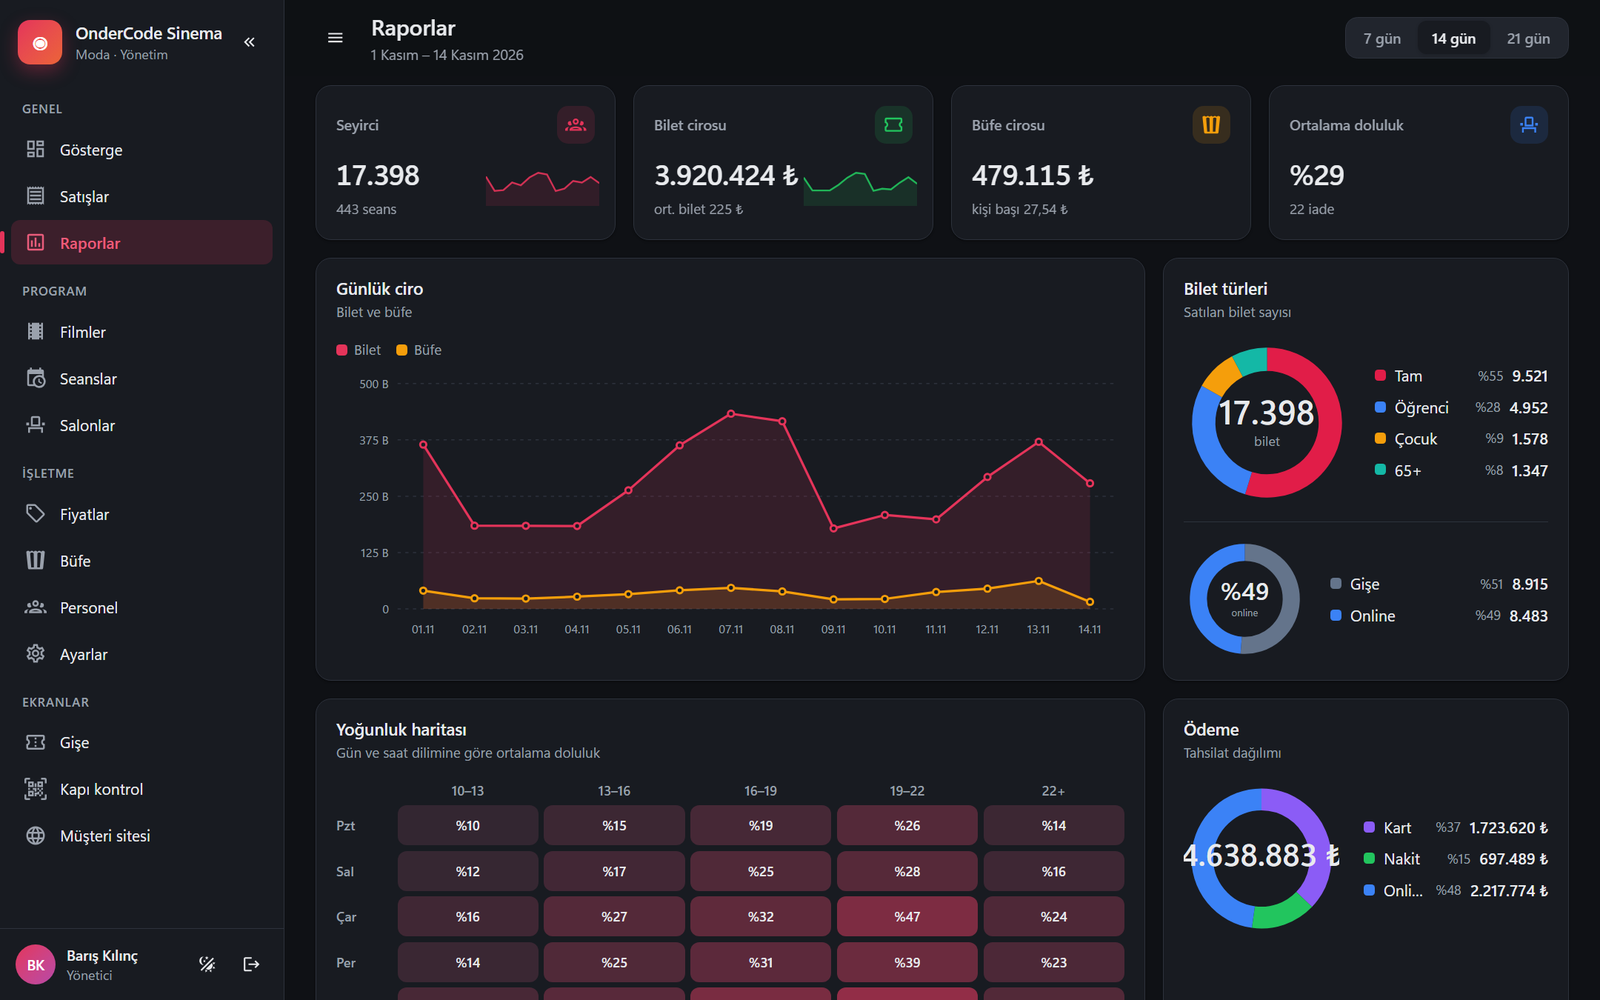 OnderCode Sinema
Moda · Yönetim
GENEL
Gösterge
Satışlar
Raporlar
PROGRAM
Filmler
Seanslar
Salonlar
İŞLETME
Fiyatlar
Büfe
Personel
Ayarlar
EKRANLAR
Gişe
Kapı kontrol
Müşteri sitesi
BK
Barış Kılınç
Yönetici
Raporlar
1 Kasım – 14 Kasım 2026
7 gün 14 gün 21 gün
Seyirci
17.398
443 seans
Bilet cirosu
3.920.424 ₺
ort. bilet 225 ₺
Büfe cirosu
479.115 ₺
kişi başı 27,54 ₺
Ortalama doluluk
%29
22 iade
Günlük ciro
Bilet ve büfe
Bilet Büfe
500 B
375 B
250 B
125 B
0
01.11 02.11 03.11 04.11 05.11 06.11 07.11 08.11 09.11 10.11 11.11 12.11 13.11 14.11
Bilet türleri
Satılan bilet sayısı
17.398
bilet
Tam %55 9.521
Öğrenci %28 4.952
Çocuk %9 1.578
65+ %8 1.347
%49
online
Gişe %51 8.915
Online %49 8.483
Yoğunluk haritası
Gün ve saat dilimine göre ortalama doluluk
10–13 13–16 16–19 19–22 22+
Pzt %10 %15 %19 %26 %14
Sal %12 %17 %25 %28 %16
Çar %16 %27 %32 %47 %24
Per %14 %25 %31 %39 %23
Ödeme
Tahsilat dağılımı
4.638.883 ₺
Kart %37 1.723.620 ₺
Nakit %15 697.489 ₺
Onli... %48 2.217.774 ₺